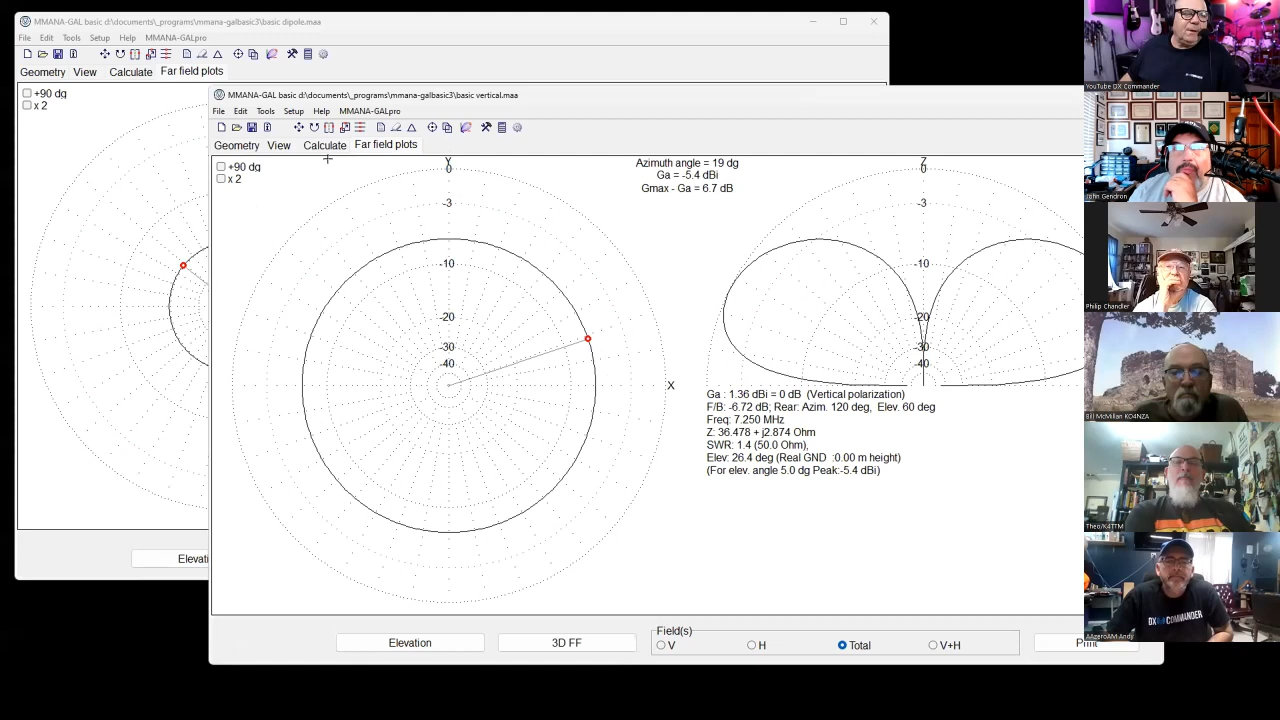 MMANA-GAL basic d:\documents\_programs\mmana-galbasic3\basic dipole.maa
File Edit Tools Setup Help MMANA-GALpro
Geometry View Calculate Far field plots
+90 dg
x 2
Elevati
MMANA-GAL basic d:\documents\_programs\mmana-galbasic3\basic vertical.maa
File Edit Tools Setup Help MMANA-GALpro
Geometry View Calculate Far field plots
+90 dg
x 2
Y
0
-3
-10
-20
-30
-40
X
Azimuth angle = 19 dg
Ga = -5.4 dBi
Gmax - Ga = 6.7 dB
Z
0
-3
-10
-20
-30
-40
Ga : 1.36 dBi = 0 dB (Vertical polarization)
F/B: -6.72 dB; Rear: Azim. 120 deg, Elev. 60 deg
Freq: 7.250 MHz
Z: 36.478 + j2.874 Ohm
SWR: 1.4 (50.0 Ohm),
Elev: 26.4 deg (Real GND :0.00 m height)
(For elev. angle 5.0 dg Peak:-5.4 dBi)
Elevation
3D FF
Field(s)
V H Total V+H
Print
YouTube DX Commander
John Gendron
Philip Chandler
Bill McMillan KO4NZA
Theo/K4TTM
DX COMMANDER
AAzeroAM Andy